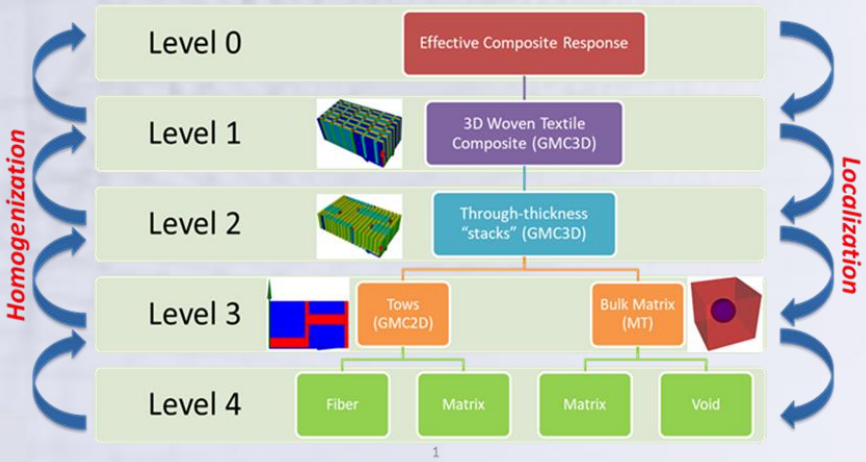 Level 0
Effective Composite Response
Level 1
3D Woven Textile
Composite (GMC3D)
Level 2
Through-thickness
“stacks” (GMC3D)
Level 3
Tows
(GMC2D)
Bulk Matrix
(MT)
Level 4
Fiber
Matrix
Matrix
Void
Homogenization
Localization
1